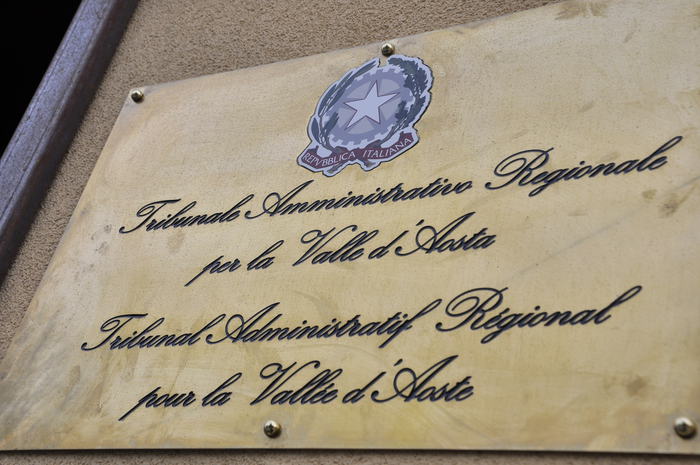 REPVBBLICA ITALIANA
Tribunale Amministrativo Regionale
per la Valle d'Aosta
Tribunal Administratif Régional
pour la Vallée d'Aoste